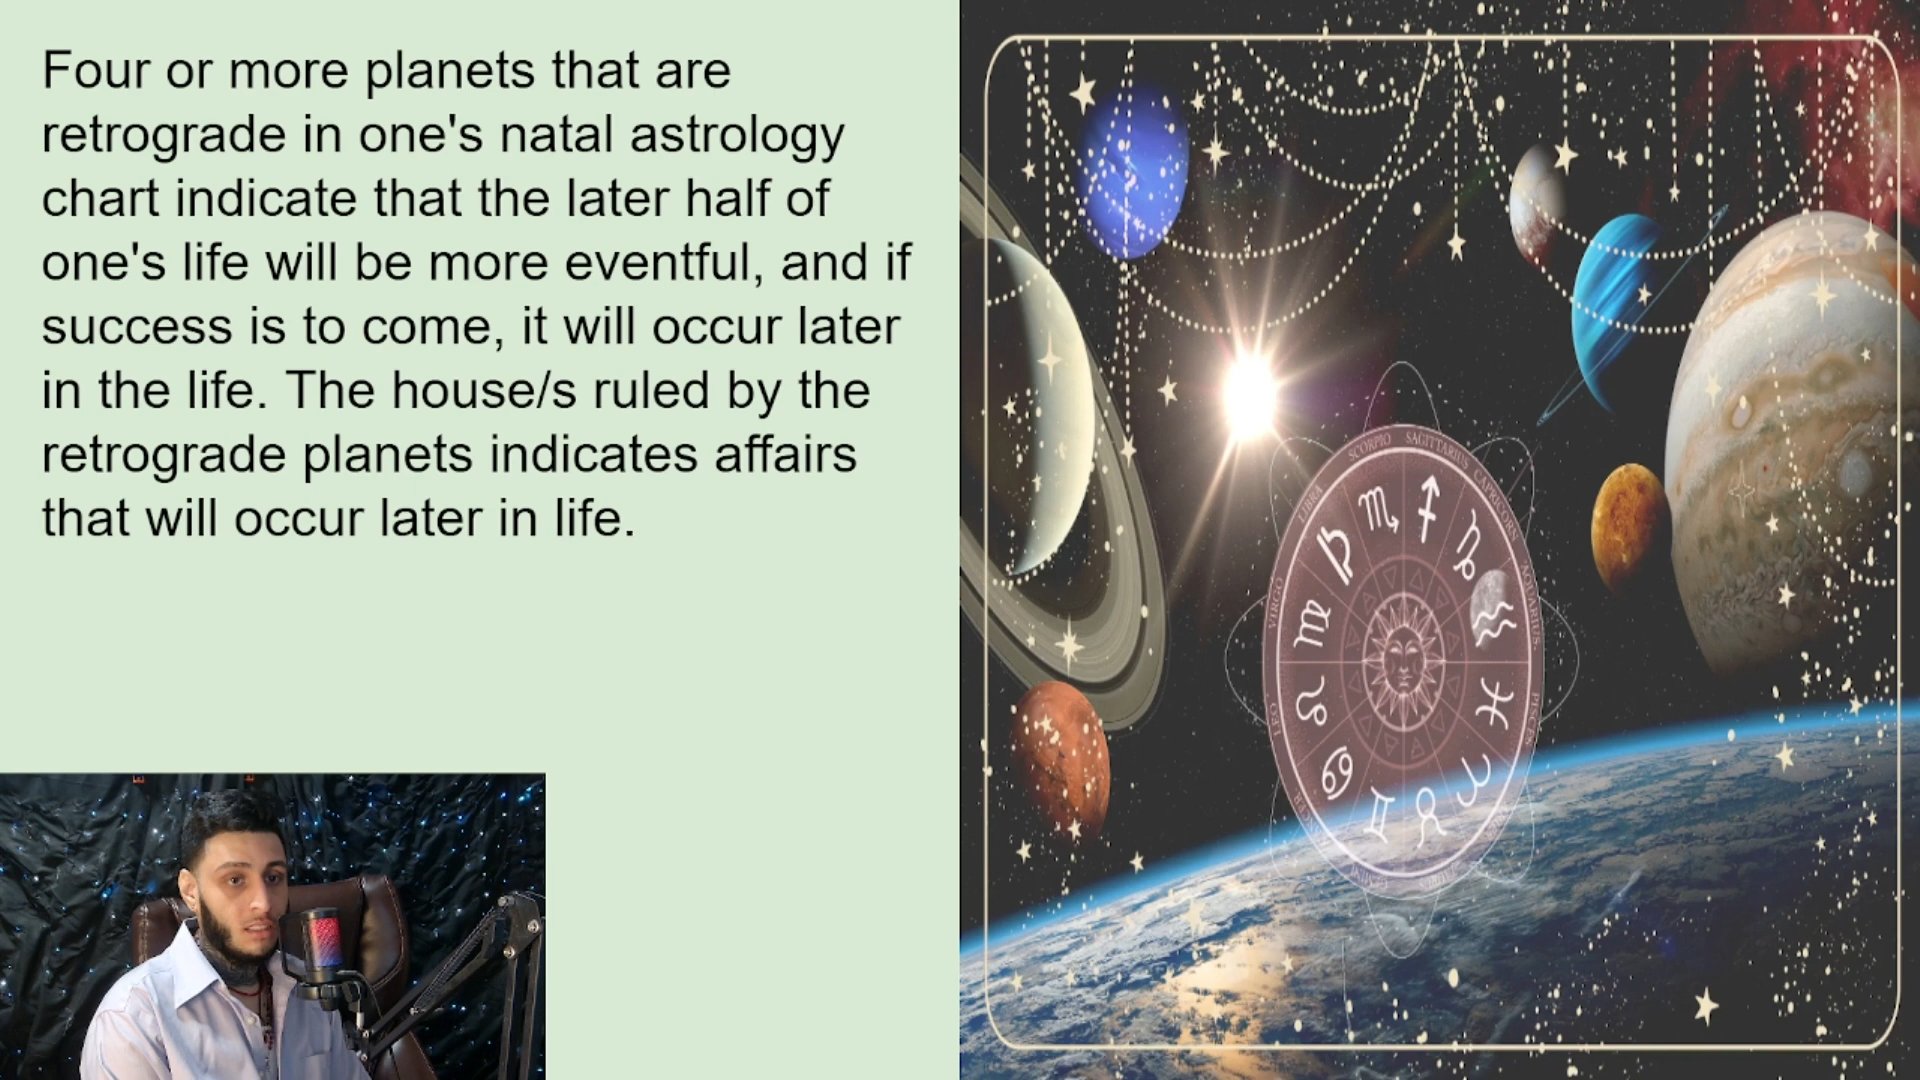 Four or more planets that are
retrograde in one's natal astrology
chart indicate that the later half of
one's life will be more eventful, and if
success is to come, it will occur later
in the life. The house/s ruled by the
retrograde planets indicates affairs
that will occur later in life.
SCORPIO
SAGITTARIUS
CAPRICORN
AQUARIUS
PISCES
LIBRA
VIRGO
LEO
GEMINI